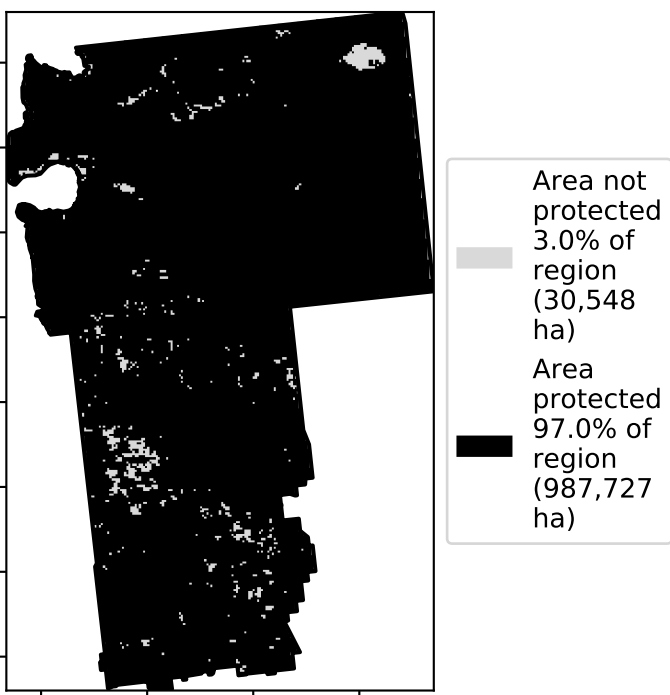 Area not
protected
3.0% of
region
(30,548
ha)
Area
protected
97.0% of
region
(987,727
ha)